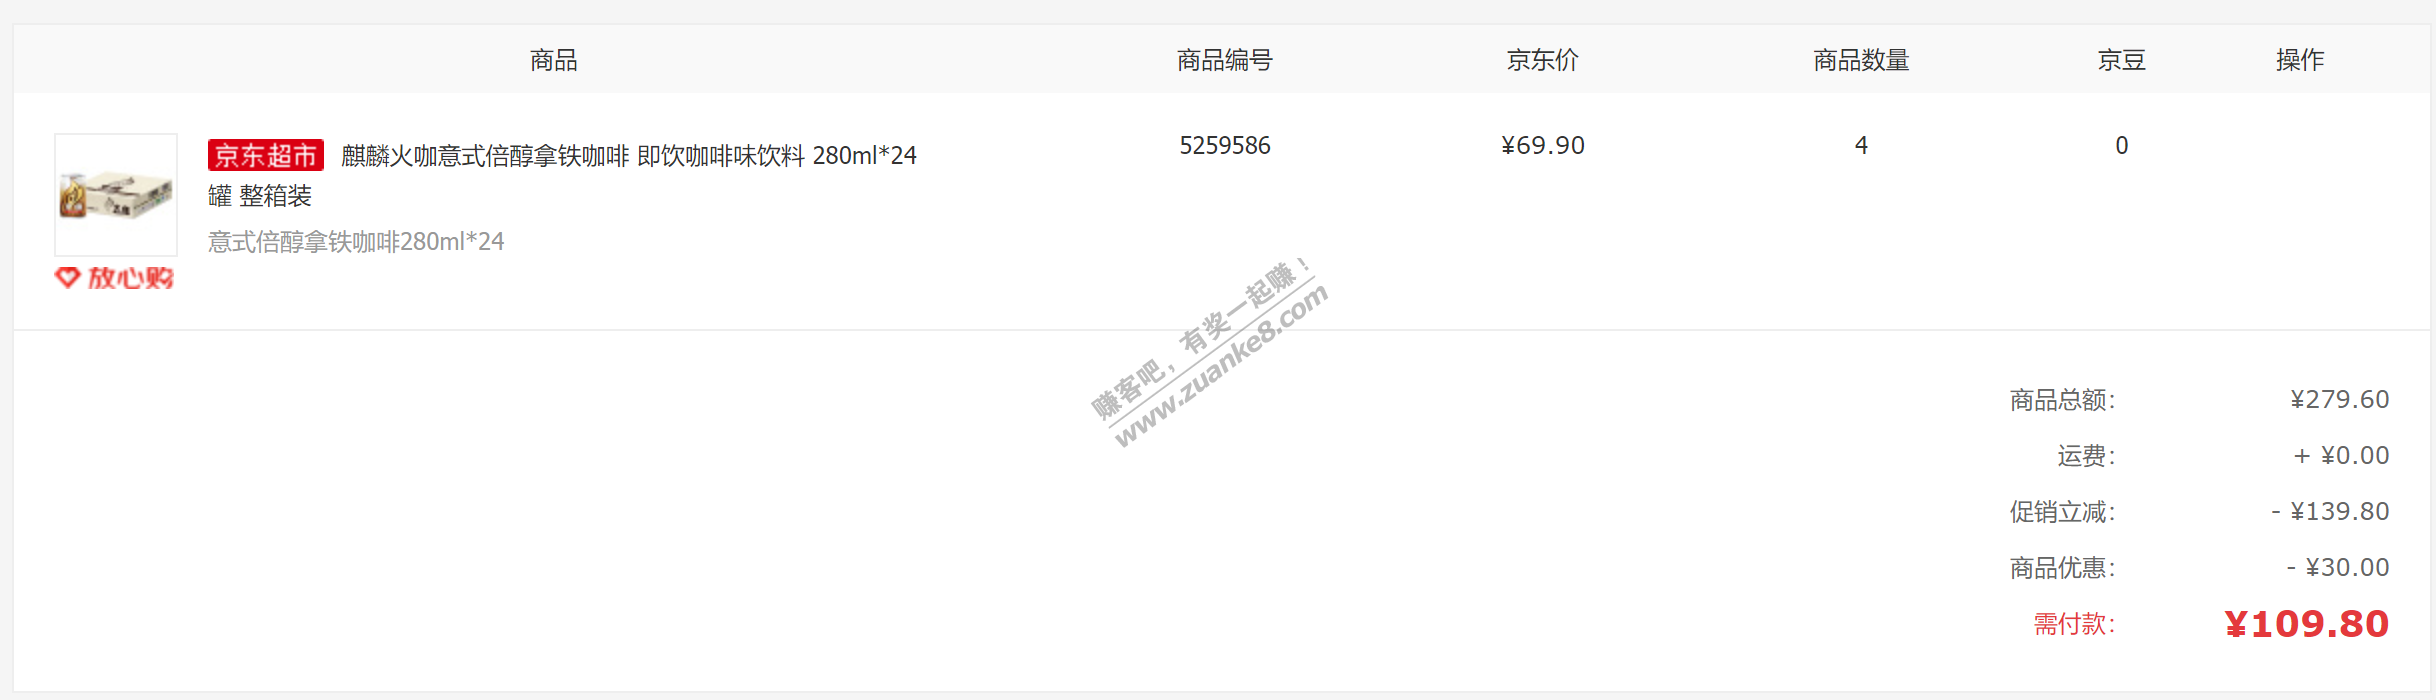 商品 商品编号 京东价 商品数量 京豆 操作
京东超市 麒麟火咖意式倍醇拿铁咖啡 即饮咖啡味饮料 280ml*24 5259586 ¥69.90 4 0
罐 整箱装
意式倍醇拿铁咖啡280ml*24
放心购
赚客吧，有奖一起赚！
www.zuanke8.com
商品总额： ¥279.60
运费： + ¥0.00
促销立减： - ¥139.80
商品优惠： - ¥30.00
需付款： ¥109.80